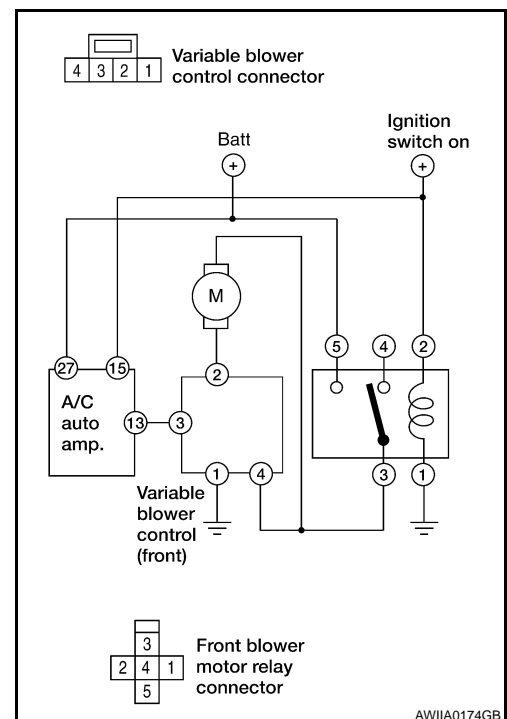 Variable blower
control connector
4 3 2 1
Ignition
switch on
Batt
+
+
M
5 4 2
27 15
2
A/C
auto
amp.
13 3
1 4
3 1
Variable
blower
control
(front)
3
2 4 1
5
Front blower
motor relay
connector
AWIIA0174GB